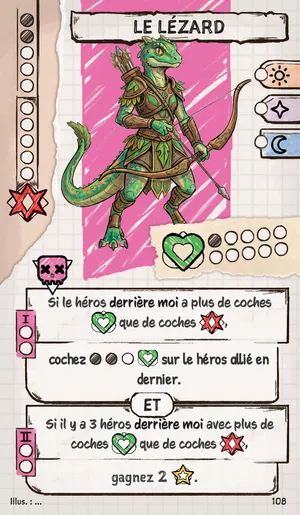 LE LÉZARD
I
Si le héros derrière moi a plus de coches
que de coches ,
cochez sur le héros allié en
dernier.
ET
II
Si il y a 3 héros derrière moi avec plus de
coches que de coches ,
gagnez 2 .
Illus. : ...
108